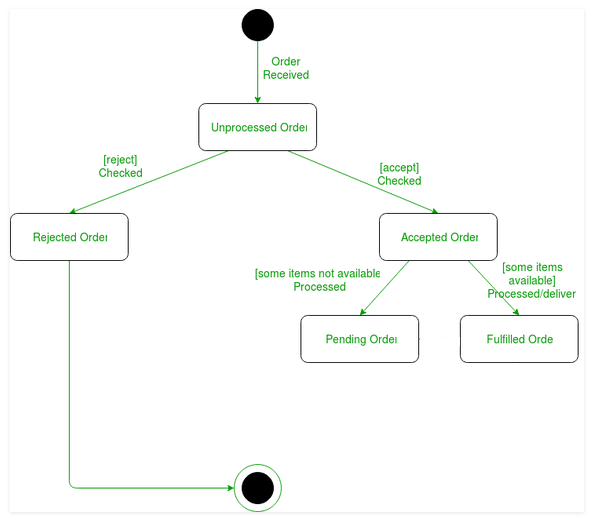 Order
Received
Unprocessed Order
[reject]
Checked
[accept]
Checked
Rejected Order
Accepted Order
[some items not available
Processed
[some items
available]
Processed/deliver
Pending Order
Fulfilled Orde